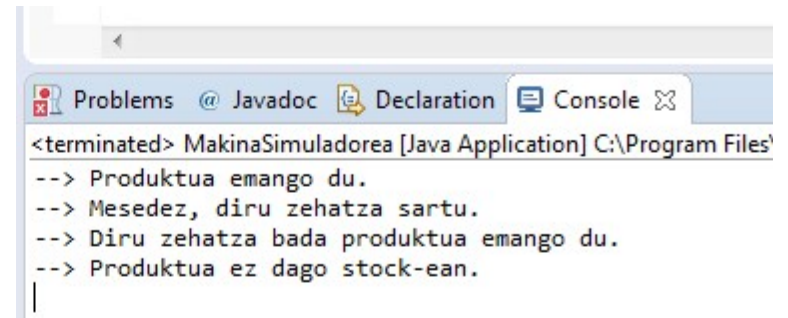 Problems @ Javadoc Declaration Console
<terminated> MakinaSimuladorea [Java Application] C:\Program Files\
--> Produktua emango du.
--> Mesedez, diru zehatza sartu.
--> Diru zehatza bada produktua emango du.
--> Produktua ez dago stock-ean.